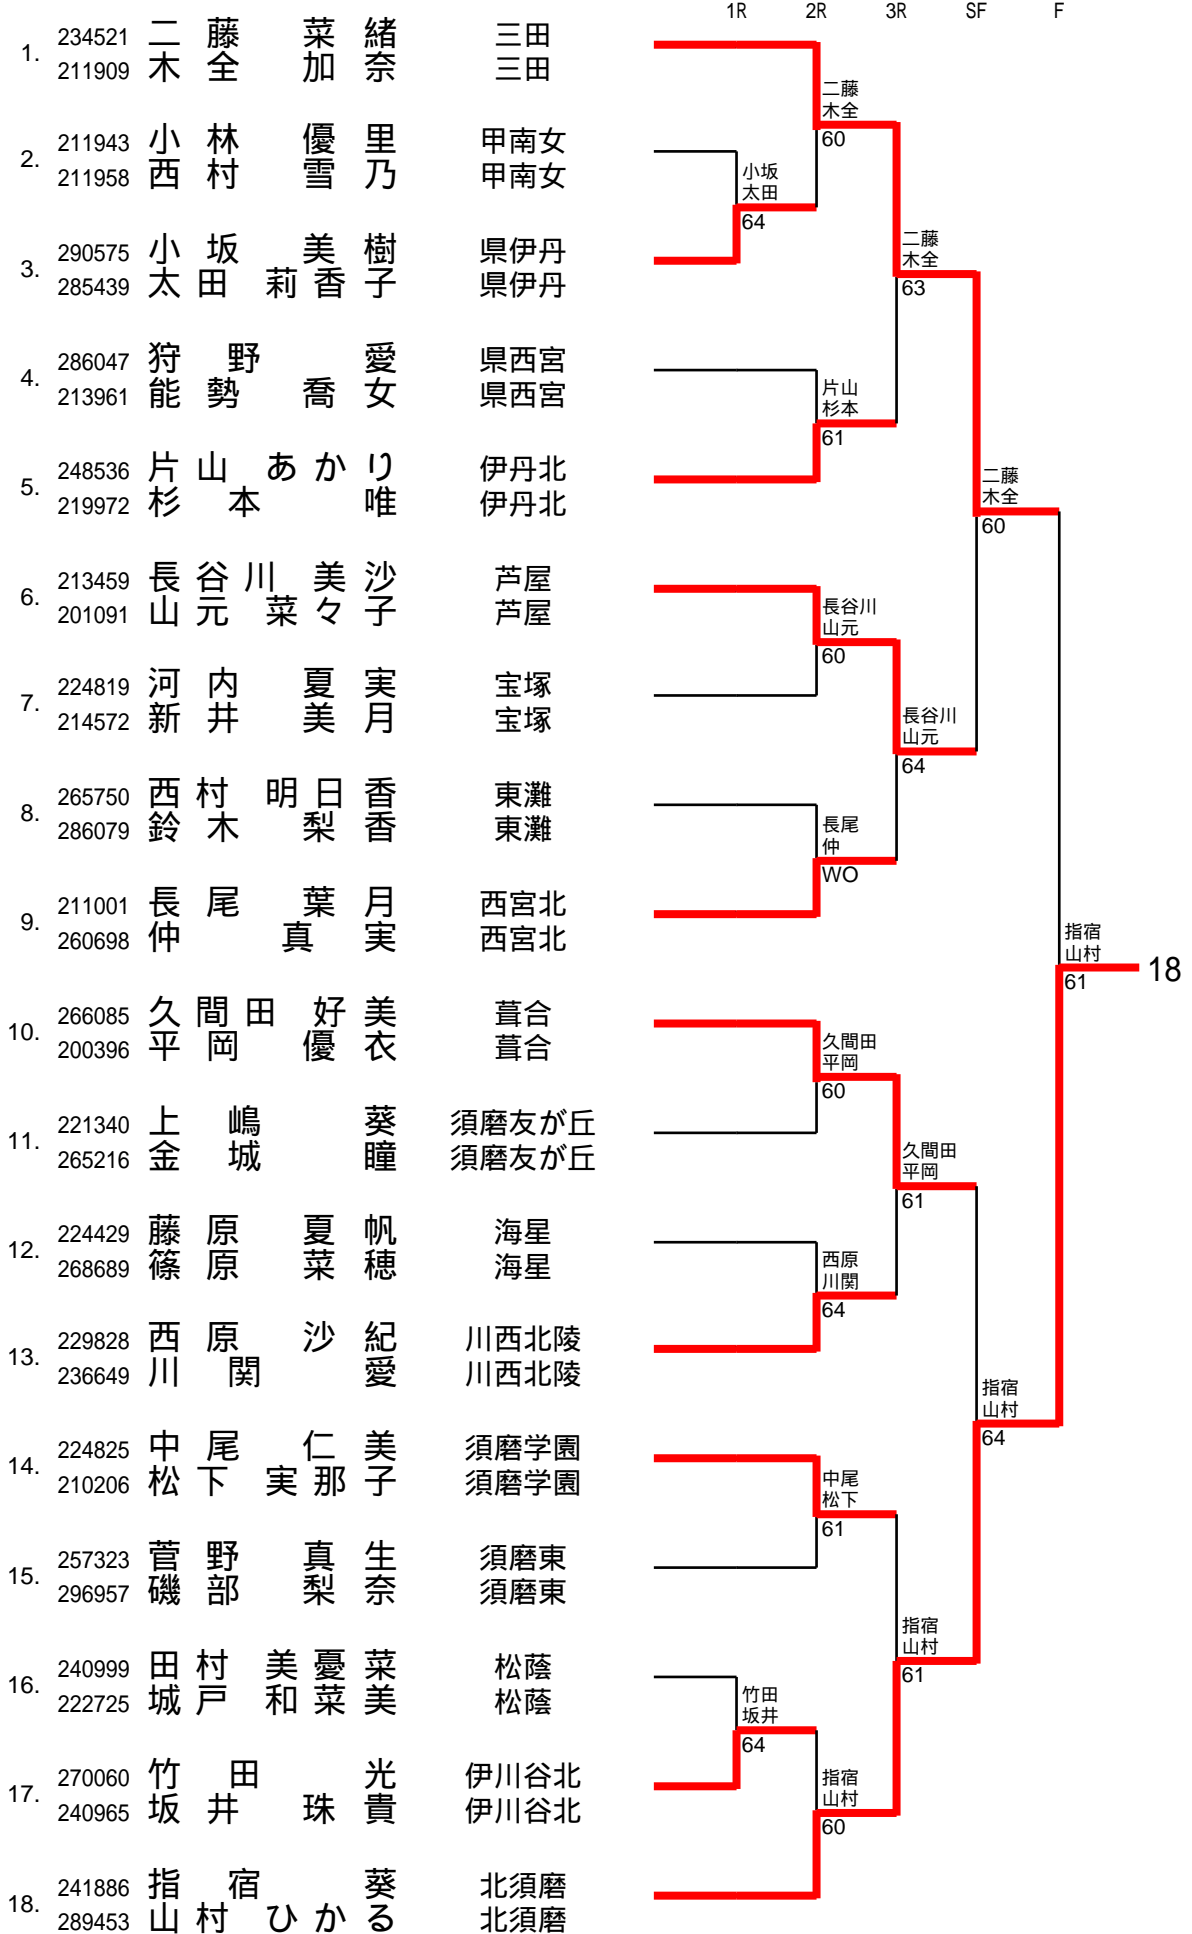 1R 2R 3R SF F
1. 234521 二藤 菜緒 三田
211909 木全 加奈 三田
2. 211943 小林 優里 甲南女
211958 西村 雪乃 甲南女
3. 290575 小坂 美樹 県伊丹
285439 太田 莉香子 県伊丹
4. 286047 狩野 愛 県西宮
213961 能勢 喬女 県西宮
5. 248536 片山 あかり 伊丹北
219972 杉本 唯 伊丹北
6. 213459 長谷川 美沙 芦屋
201091 山元 菜々子 芦屋
7. 224819 河内 夏実 宝塚
214572 新井 美月 宝塚
8. 265750 西村 明日香 東灘
286079 鈴木 梨香 東灘
9. 211001 長尾 葉月 西宮北
260698 仲 真実 西宮北
10. 266085 久間田 好美 葺合
200396 平岡 優衣 葺合
11. 221340 上嶋 葵 須磨友が丘
265216 金城 瞳 須磨友が丘
12. 224429 藤原 夏帆 海星
268689 篠原 菜穂 海星
13. 229828 西原 沙紀 川西北陵
236649 川関 愛 川西北陵
14. 224825 中尾 仁美 須磨学園
210206 松下 実那子 須磨学園
15. 257323 菅野 真生 須磨東
296957 磯部 梨奈 須磨東
16. 240999 田村 美憂菜 松蔭
222725 城戸 和菜美 松蔭
17. 270060 竹田 光 伊川谷北
240965 坂井 珠貴 伊川谷北
18. 241886 指宿 葵 北須磨
289453 山村 ひかる 北須磨
小坂
太田
64
竹田
坂井
64
二藤
木全
60
片山
杉本
61
長谷川
山元
60
長尾
仲
WO
久間田
平岡
60
西原
川関
64
中尾
松下
61
指宿
山村
60
二藤
木全
63
長谷川
山元
64
久間田
平岡
61
指宿
山村
61
二藤
木全
60
指宿
山村
64
指宿
山村
61
18